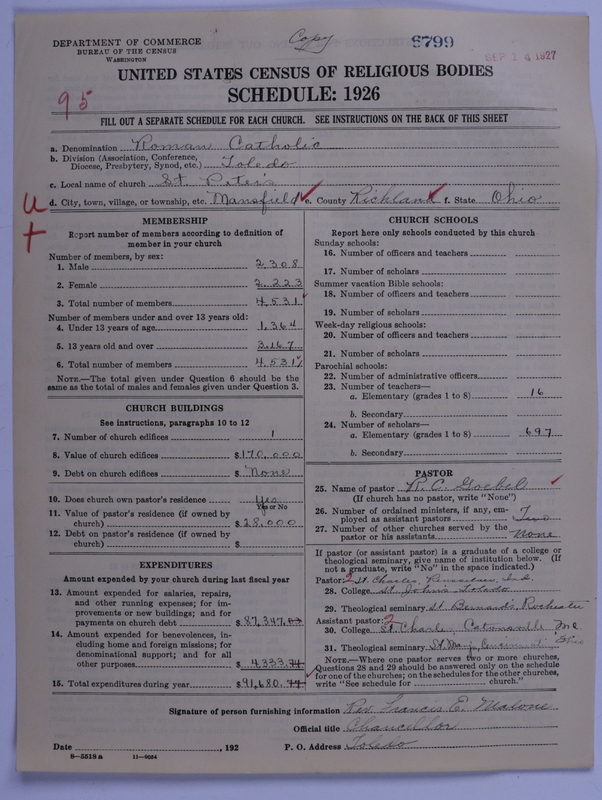 DEPARTMENT OF COMMERCE
BUREAU OF THE CENSUS
WASHINGTON
Copy
8799
SEP 14 1927
UNITED STATES CENSUS OF RELIGIOUS BODIES
SCHEDULE: 1926
95
FILL OUT A SEPARATE SCHEDULE FOR EACH CHURCH. SEE INSTRUCTIONS ON THE BACK OF THIS SHEET
a. Denomination Roman Catholic
b. Division (Association, Conference, Diocese, Presbytery, Synod, etc.) Toledo
c. Local name of church St. Peter's
d. City, town, village, or township, etc. Mansfield e. County Richland f. State Ohio
u
MEMBERSHIP
Report number of members according to definition of
member in your church
Number of members, by sex:
1. Male 2,308
2. Female 2,223
3. Total number of members 4,531
Number of members under and over 13 years old:
4. Under 13 years of age 1,364
5. 13 years old and over 3,167
6. Total number of members 4,531
NOTE.—The total given under Question 6 should be
same as the total of males and females given under Question 3.
CHURCH BUILDINGS
See instructions, paragraphs 10 to 12
7. Number of church edifices 1
8. Value of church edifices $170,000
9. Debt on church edifices $ None
10. Does church own pastor's residence Yes
Yes or No
11. Value of pastor's residence (if owned by
church) $28,000
12. Debt on pastor's residence (if owned by
church) $
EXPENDITURES
Amount expended by your church during last fiscal year
13. Amount expended for salaries, repairs,
and other running expenses; for im-
provements or new buildings; and for
payments on church debt $87,347
14. Amount expended for benevolences, in-
cluding home and foreign missions; for
denominational support; and for all
other purposes $4,333.
15. Total expenditures during year $91,680.
CHURCH SCHOOLS
Report here only schools conducted by this church
Sunday schools:
16. Number of officers and teachers
17. Number of scholars
Summer vacation Bible schools:
18. Number of officers and teachers
19. Number of scholars
Week-day religious schools:
20. Number of officers and teachers
21. Number of scholars
Parochial schools:
22. Number of administrative officers
23. Number of teachers—
a. Elementary (grades 1 to 8) 16
b. Secondary
24. Number of scholars—
a. Elementary (grades 1 to 8) 697
b. Secondary
PASTOR
25. Name of pastor R. C. Goebel
(If church has no pastor, write "None")
26. Number of ordained ministers, if any, em-
ployed as assistant pastors Two
27. Number of other churches served by the
pastor or his assistants None
If pastor (or assistant pastor) is a graduate of a college or
theological seminary, give name of institution below. (If
not a graduate, write "No" in the space indicated.)
Pastor: 2 St. Charles, Ind.
28. College St. John's Toledo
29. Theological seminary St. Bernard's, Rochester
Assistant pastor: 2
30. College St. Charles Catonsville Md
31. Theological seminary St. Mary
NOTE.—Where one pastor serves two or more churches,
Questions 28 and 29 should be answered only on the schedule
for one of the churches; on the schedules for the other churches,
write "See schedule for church."
Signature of person furnishing information Rev. Francis E. Malone
Official title Chancellor
Date , 192 P. O. Address Toledo
8—5518a 11—9024